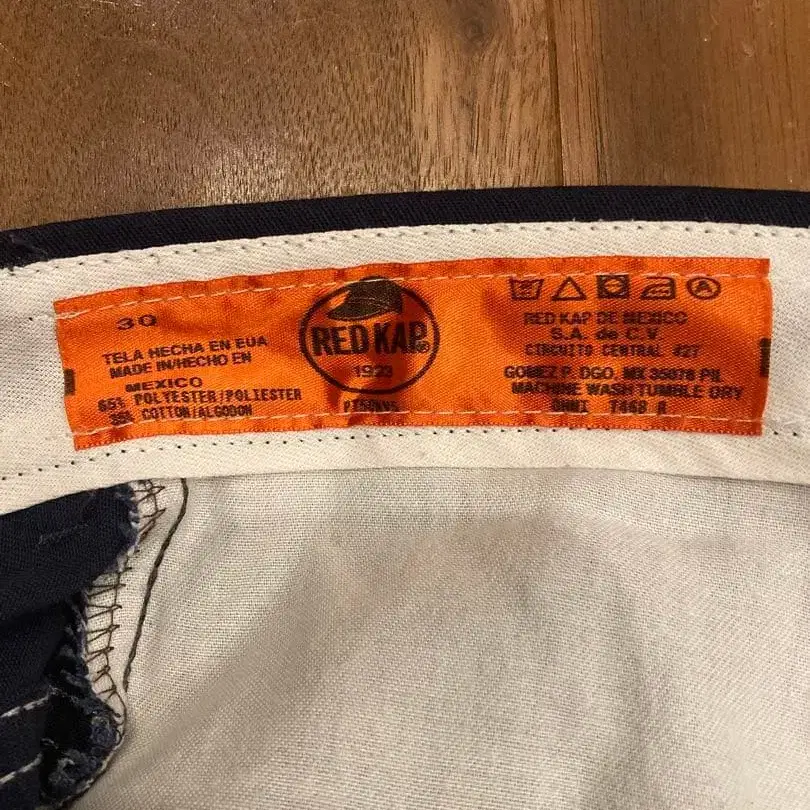 30
TELA HECHA EN EUA
MADE IN/HECHO EN
MEXICO
65% POLYESTER/POLIESTER
35% COTTON/ALGODON
RED KAP®
1923
A
RED KAP DE MEXICO
S.A. de C.V
CIRCUITO CENTRAL #27
GOMEZ P. DGO. MX 35078 PIL
MACHINE WASH TUMBLE DRY